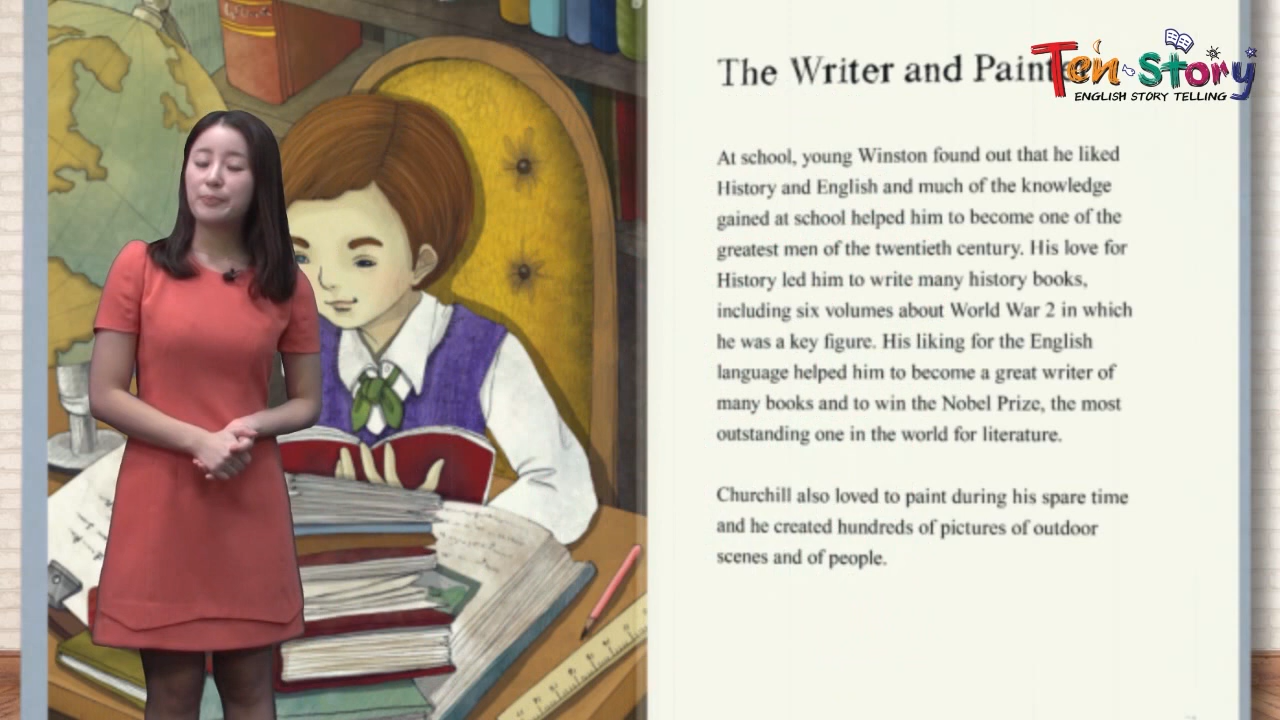 The Writer and Paint
Ten Story
ENGLISH STORY TELLING
At school, young Winston found out that he liked
History and English and much of the knowledge
gained at school helped him to become one of the
greatest men of the twentieth century. His love for
History led him to write many history books,
including six volumes about World War 2 in which
he was a key figure. His liking for the English
language helped him to become a great writer of
many books and to win the Nobel Prize, the most
outstanding one in the world for literature.
Churchill also loved to paint during his spare time
and he created hundreds of pictures of outdoor
scenes and of people.